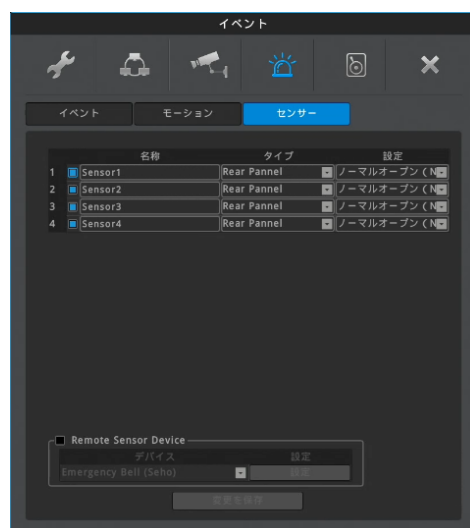 イベント
イベント モーション センサー
名称 タイプ 設定
1 Sensor1 Rear Pannel ノーマルオープン ( N
2 Sensor2 Rear Pannel ノーマルオープン ( N
3 Sensor3 Rear Pannel ノーマルオープン ( N
4 Sensor4 Rear Pannel ノーマルオープン ( N
Remote Sensor Device
デバイス 設定
Emergency Bell (Seho) 設定
変更を保存